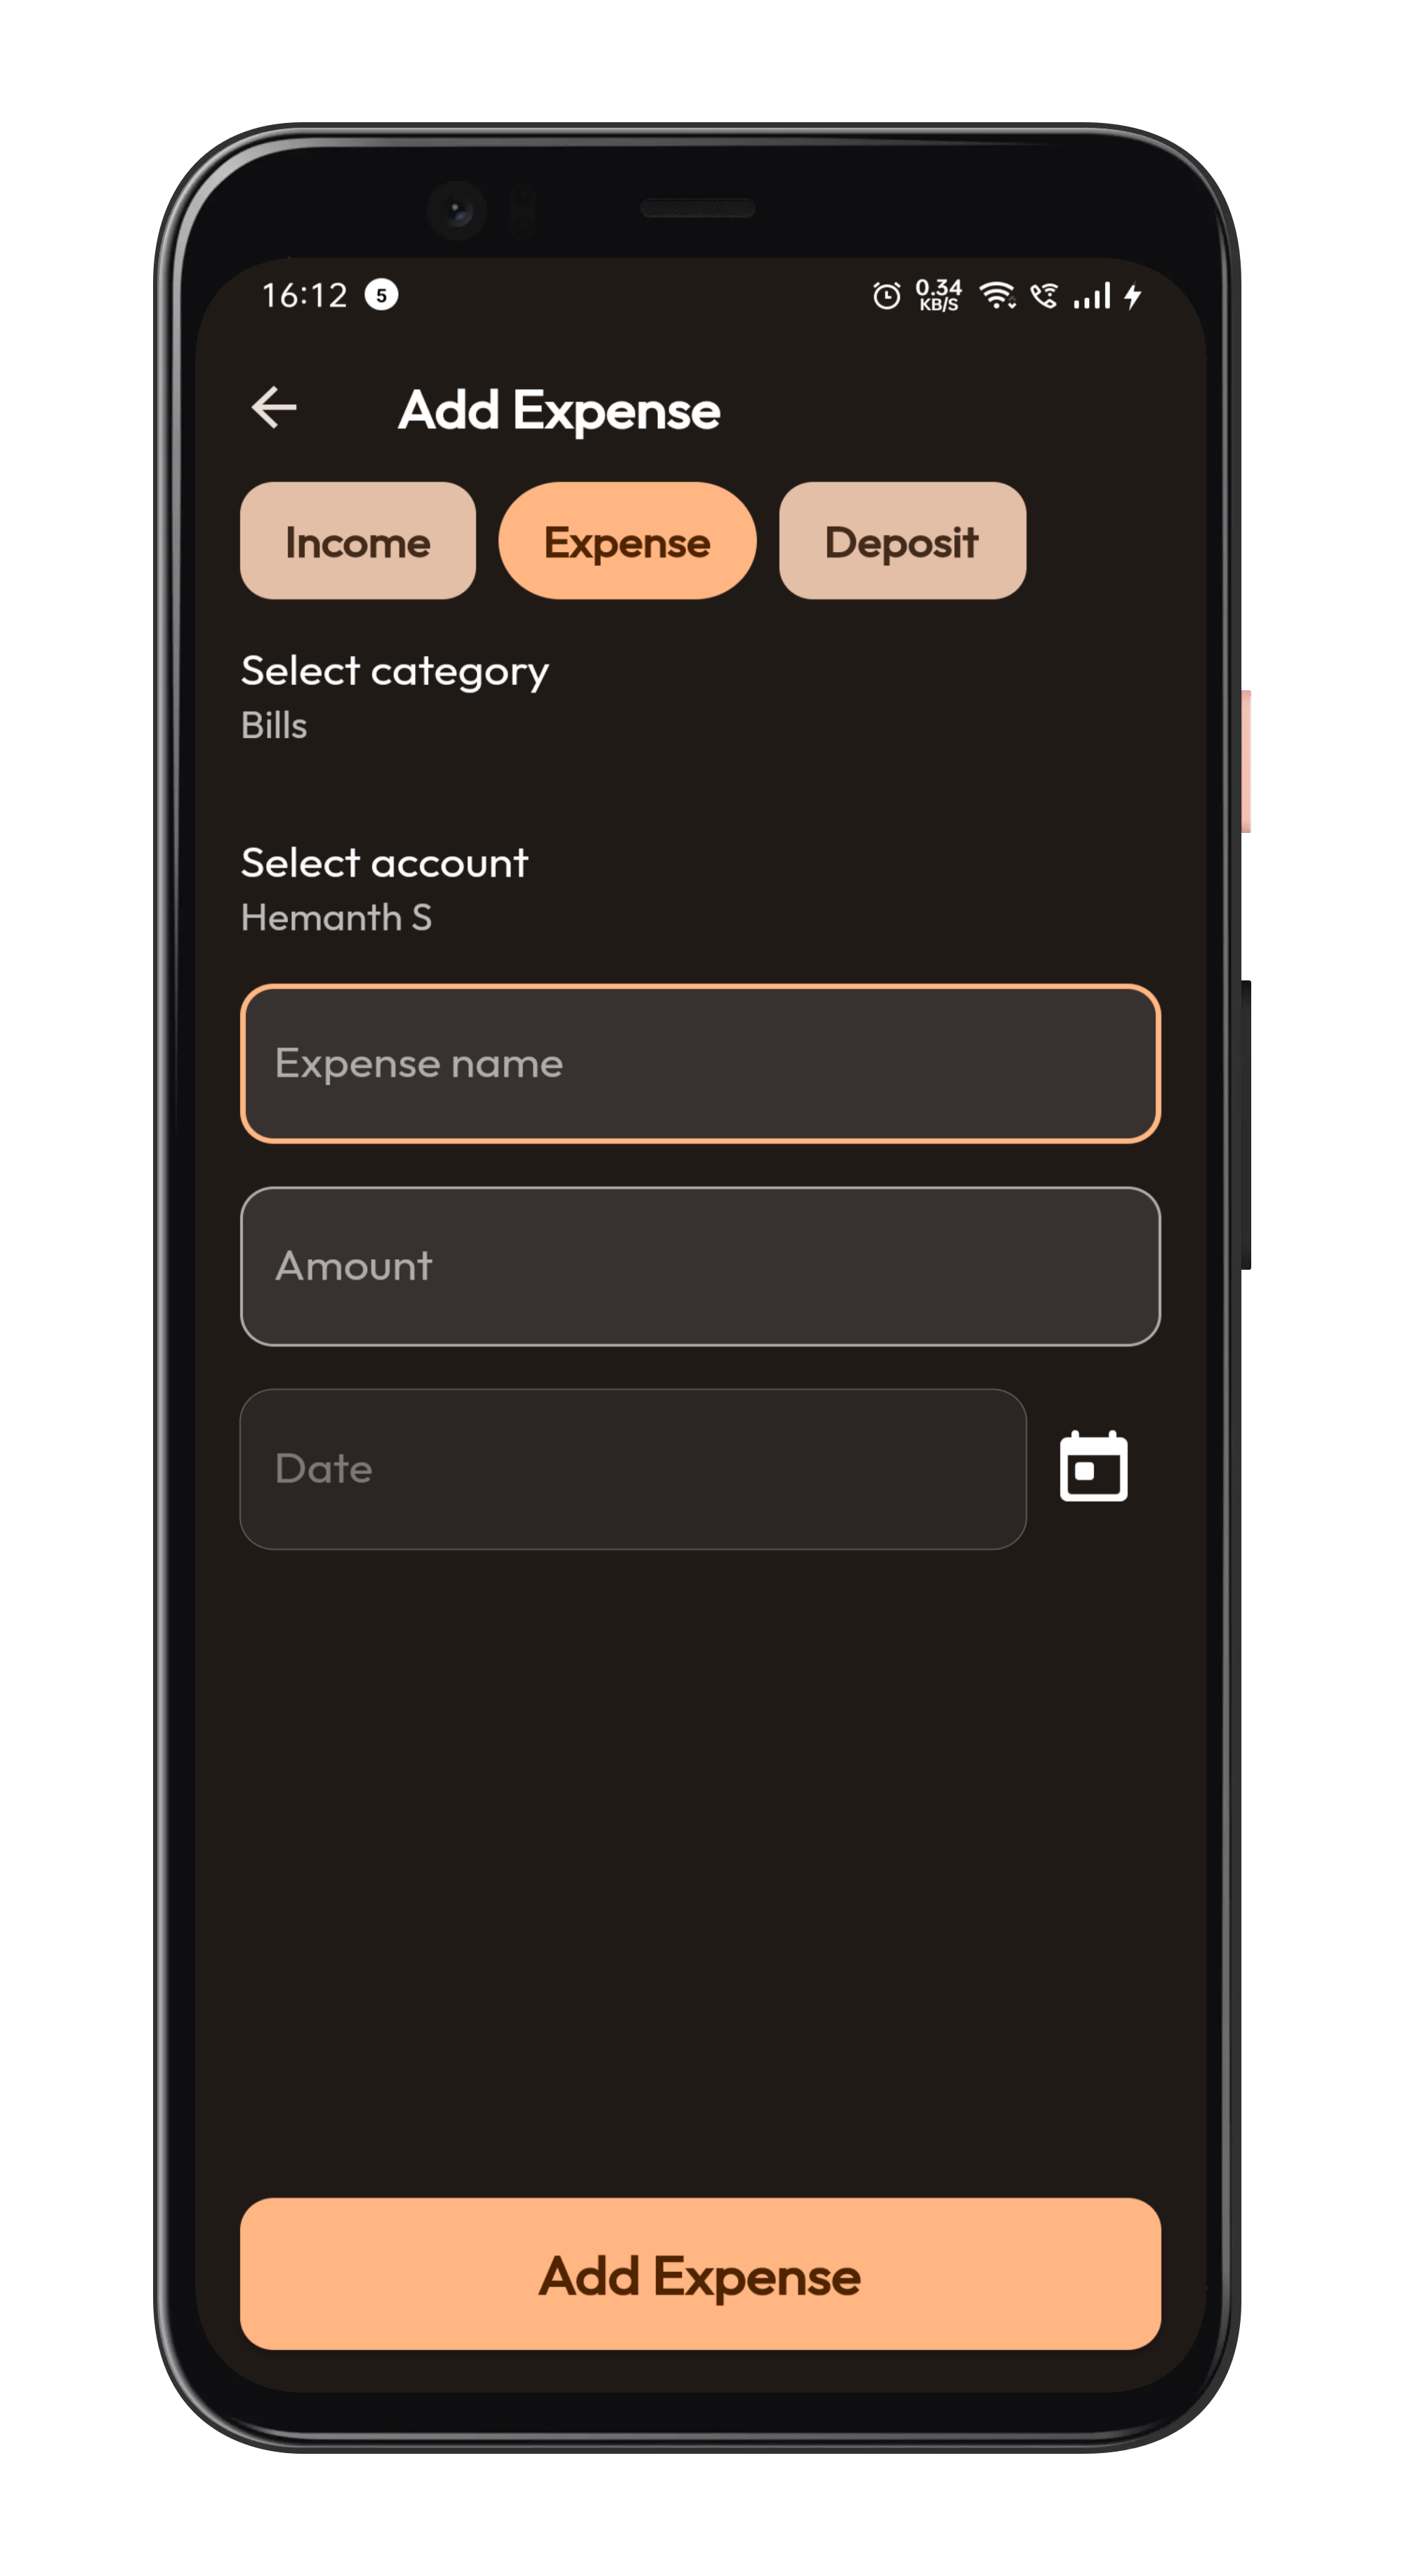 16:12 5 0.34 KB/S
Add Expense
Income Expense Deposit
Select category
Bills
Select account
Hemanth S
Expense name
Amount
Date
Add Expense